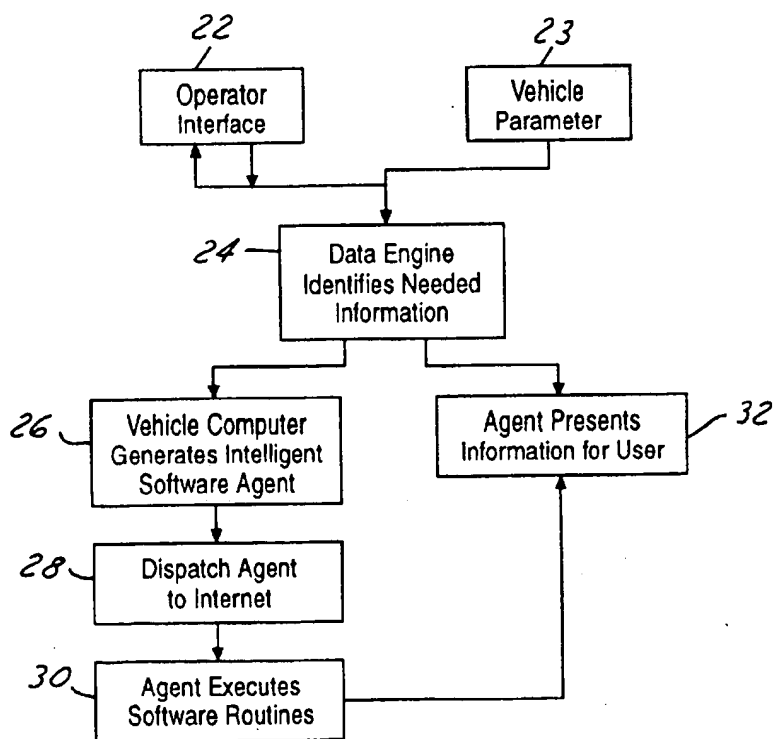 22
Operator
Interface
23
Vehicle
Parameter
24
Data Engine
Identifies Needed
Information
26
Vehicle Computer
Generates Intelligent
Software Agent
Agent Presents
Information for User
32
28
Dispatch Agent
to Internet
30
Agent Executes
Software Routines